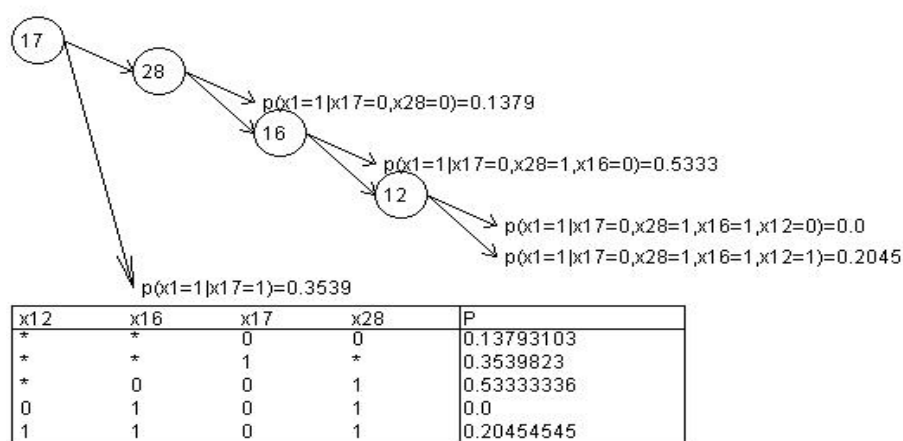 17
28
p(x1=1|x17=0,x28=0)=0.1379
16
p(x1=1|x17=0,x28=1,x16=0)=0.5333
12
p(x1=1|x17=0,x28=1,x16=1,x12=0)=0.0
p(x1=1|x17=0,x28=1,x16=1,x12=1)=0.2045
p(x1=1|x17=1)=0.3539
x12 x16 x17 x28 P
* * 0 0 0.13793103
* * 1 * 0.3539823
* 0 0 1 0.53333336
0 1 0 1 0.0
1 1 0 1 0.20454545